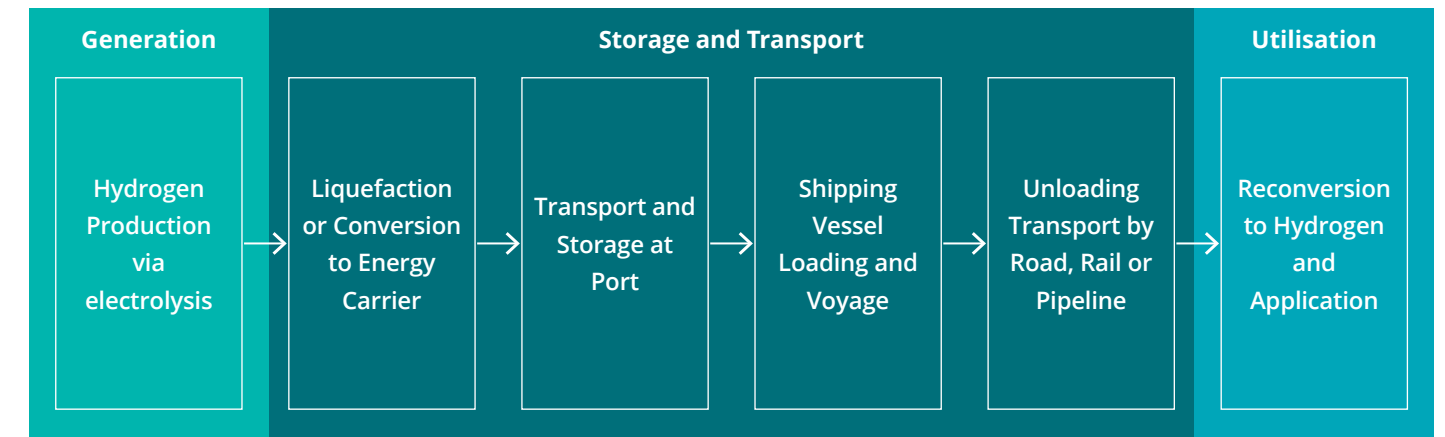 Generation
Storage and Transport
Utilisation
Hydrogen
Production
via
electrolysis
Liquefaction
or Conversion
to Energy
Carrier
Transport and
Storage at
Port
Shipping
Vessel
Loading and
Voyage
Unloading
Transport by
Road, Rail or
Pipeline
Reconversion
to Hydrogen
and
Application